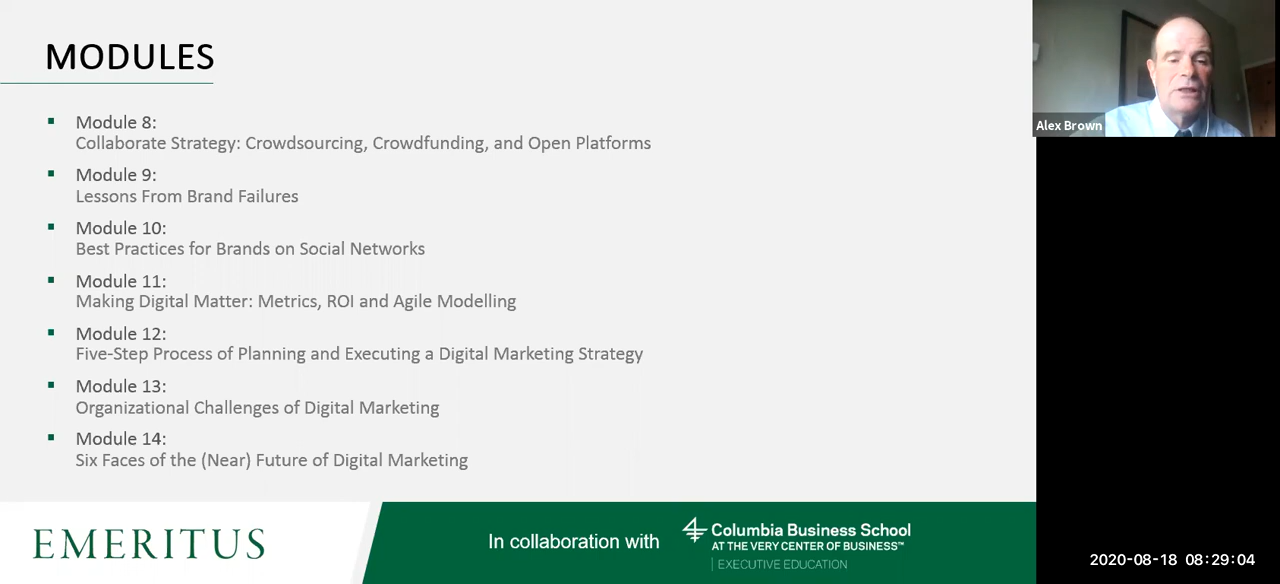 MODULES
Module 8:
Collaborate Strategy: Crowdsourcing, Crowdfunding, and Open Platforms
Module 9:
Lessons From Brand Failures
Module 10:
Best Practices for Brands on Social Networks
Module 11:
Making Digital Matter: Metrics, ROI and Agile Modelling
Module 12:
Five-Step Process of Planning and Executing a Digital Marketing Strategy
Module 13:
Organizational Challenges of Digital Marketing
Module 14:
Six Faces of the (Near) Future of Digital Marketing
Alex Brown
EMERITUS
In collaboration with
Columbia Business School
AT THE VERY CENTER OF BUSINESS™
EXECUTIVE EDUCATION
2020-08-18 08:29:04